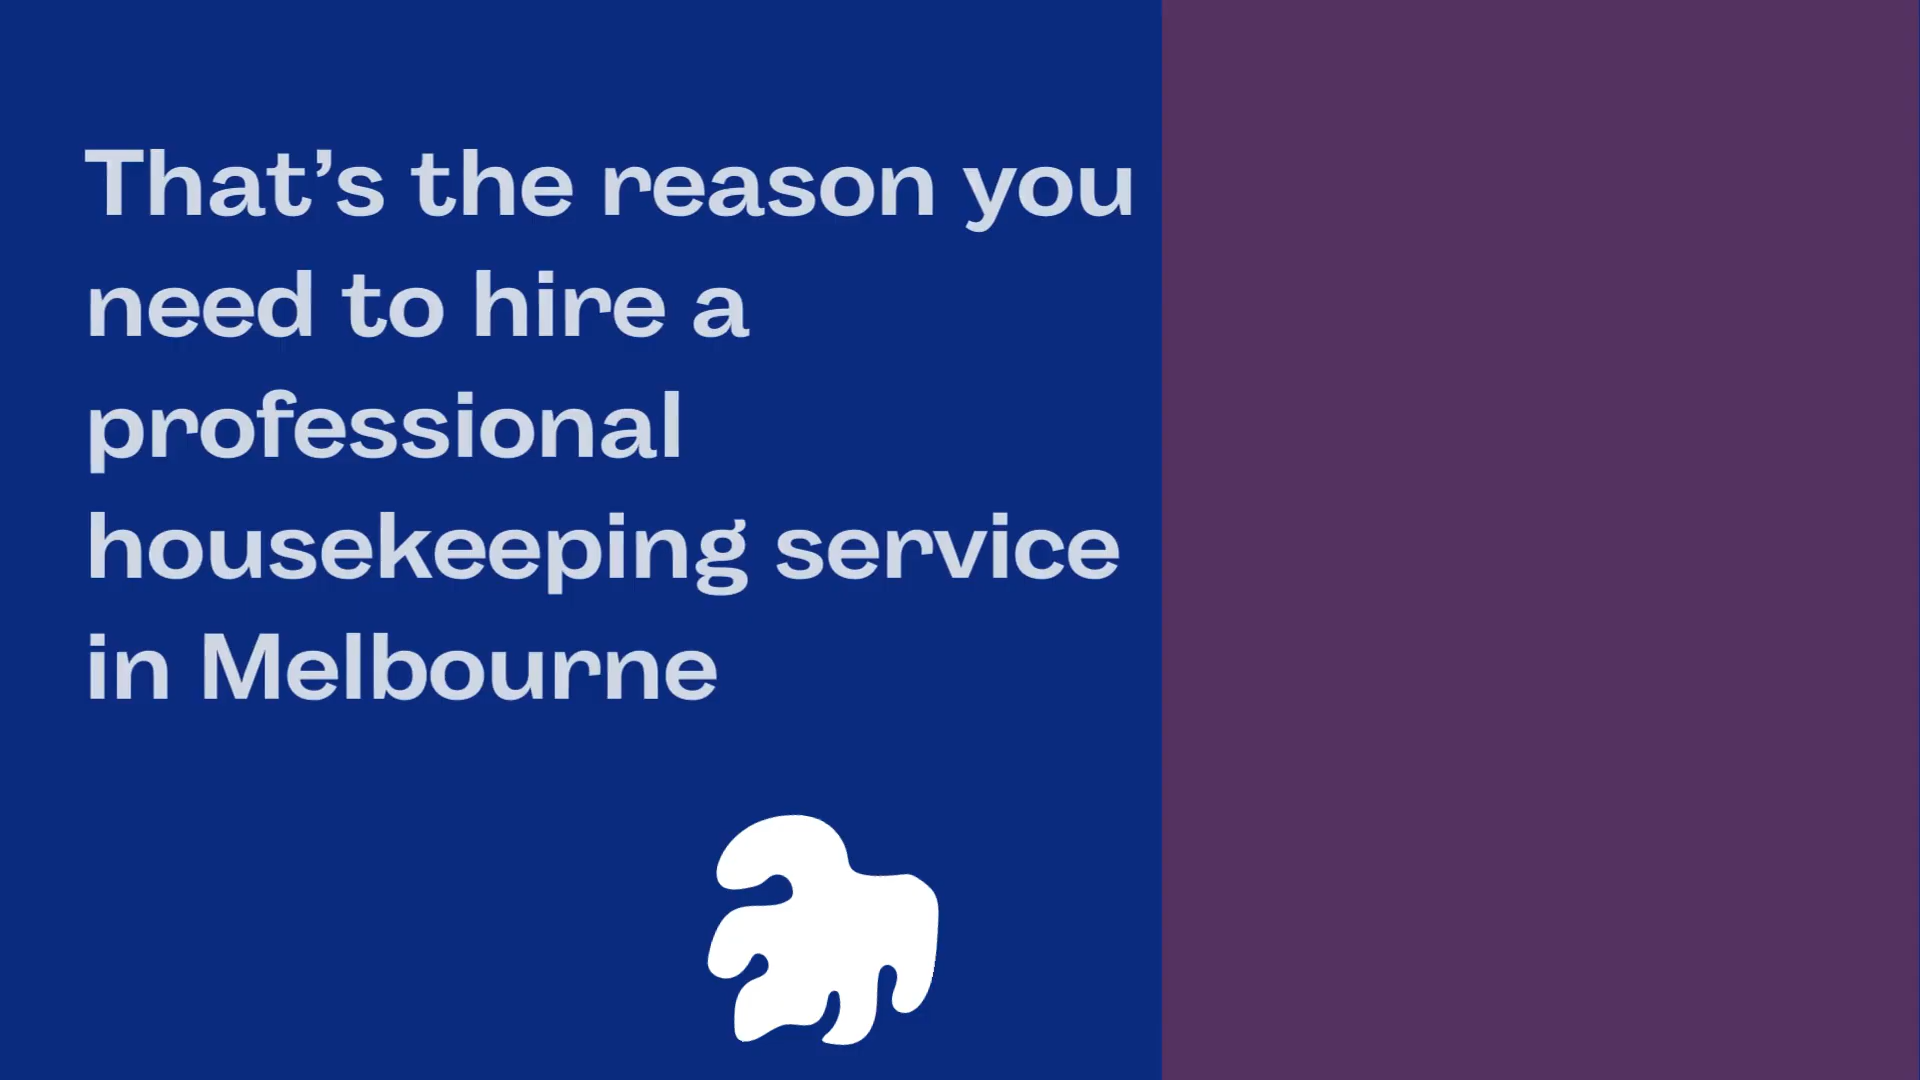 That’s the reason you
need to hire a
professional
housekeeping service
in Melbourne